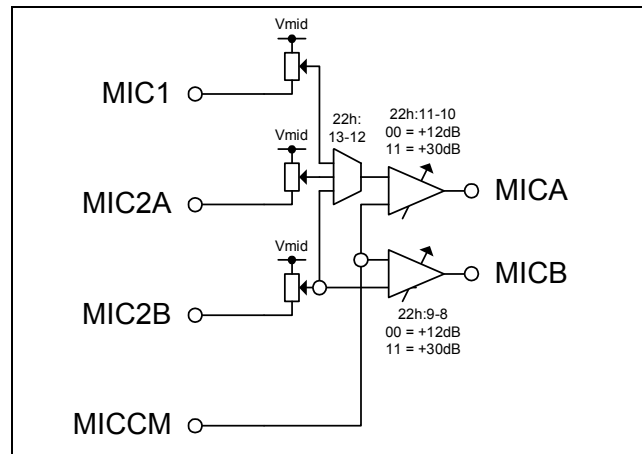 Vmid
MIC1
22h:
13-12
22h:11-10
00 = +12dB
11 = +30dB
Vmid
MIC2A
MICA
Vmid
MIC2B
MICB
22h:9-8
00 = +12dB
11 = +30dB
MICCM